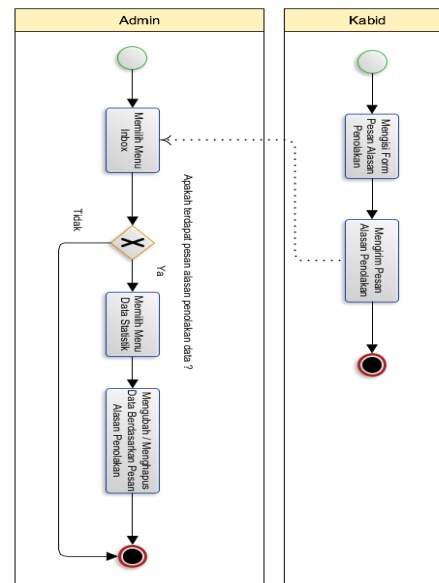 Admin
Kabid
Memilih Menu
Inbox
Apakah terdapat pesan alasan penolakan data ?
Tidak
Ya
Memilih Menu
Data Statistik
Mengubah / Menghapus
Data Berdasarkan Pesan
Alasan Penolakan
Mengisi Form
Pesan Alasan
Penolakan
Mengirim Pesan
Alasan Penolakan